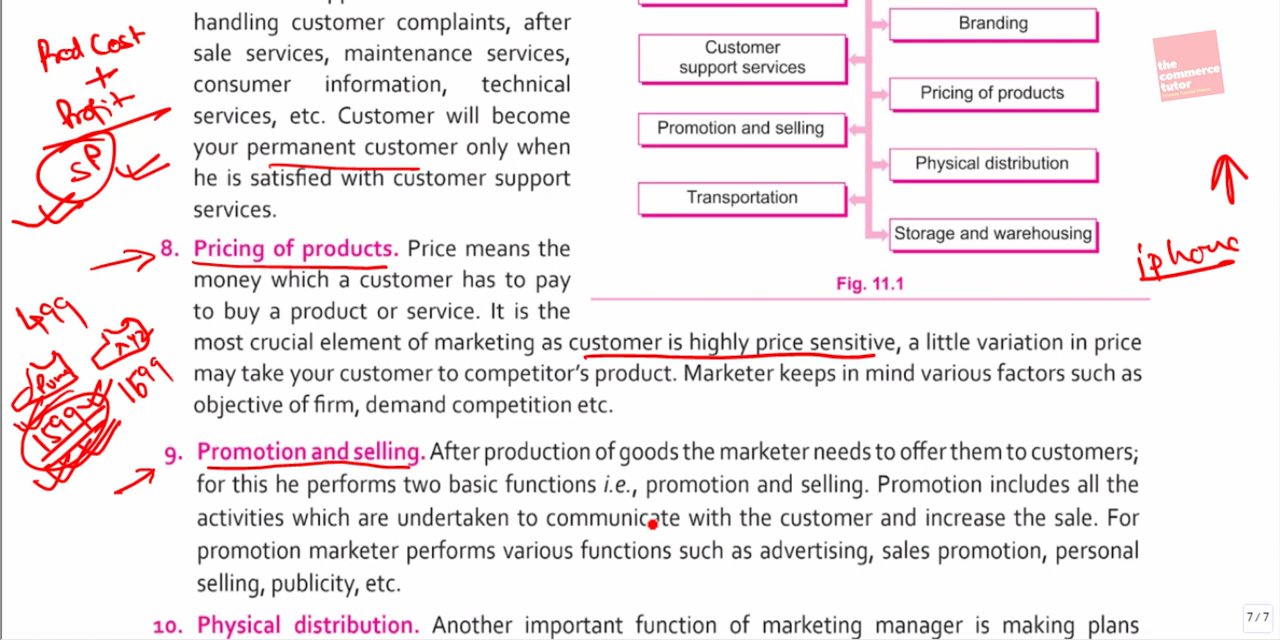 handling customer complaints, after
sale services, maintenance services,
consumer information, technical
services, etc. Customer will become
your permanent customer only when
he is satisfied with customer support
services.
8. Pricing of products. Price means the
money which a customer has to pay
to buy a product or service. It is the
most crucial element of marketing as customer is highly price sensitive, a little variation in price
may take your customer to competitor's product. Marketer keeps in mind various factors such as
objective of firm, demand competition etc.
9. Promotion and selling. After production of goods the marketer needs to offer them to customers;
for this he performs two basic functions i.e., promotion and selling. Promotion includes all the
activities which are undertaken to communicate with the customer and increase the sale. For
promotion marketer performs various functions such as advertising, sales promotion, personal
selling, publicity, etc.
10. Physical distribution. Another important function of marketing manager is making plans
Branding
Customer
support services
Pricing of products
Promotion and selling
Physical distribution
Transportation
Storage and warehousing
Fig. 11.1
Prod Cost
+
Profit
SP
499
XYZ
Puma
1599
1599
iphone
the
commerce
tutor
7/7